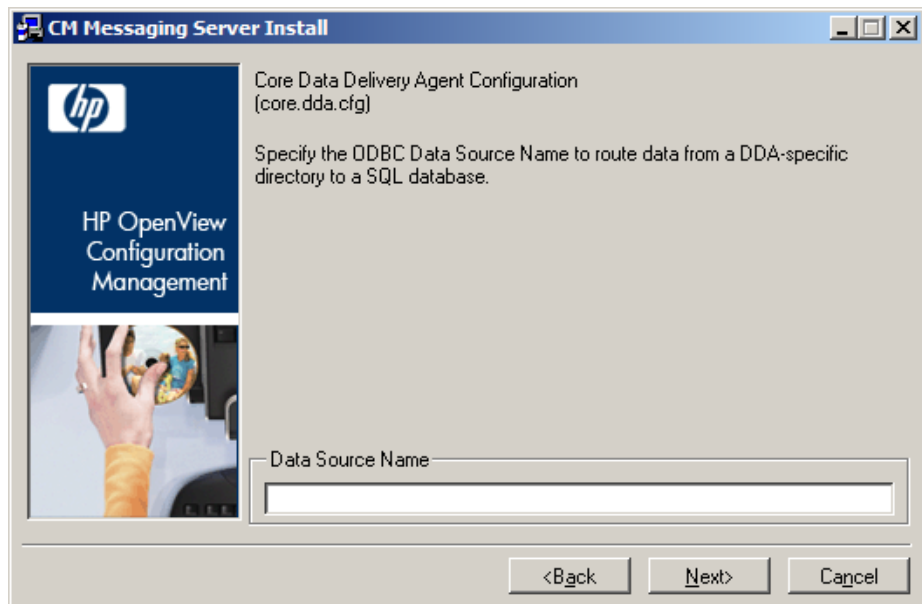 CM Messaging Server Install
hp
HP OpenView
Configuration
Management
Core Data Delivery Agent Configuration
(core.dda.cfg)
Specify the ODBC Data Source Name to route data from a DDA-specific
directory to a SQL database.
Data Source Name
<Back
Next>
Cancel